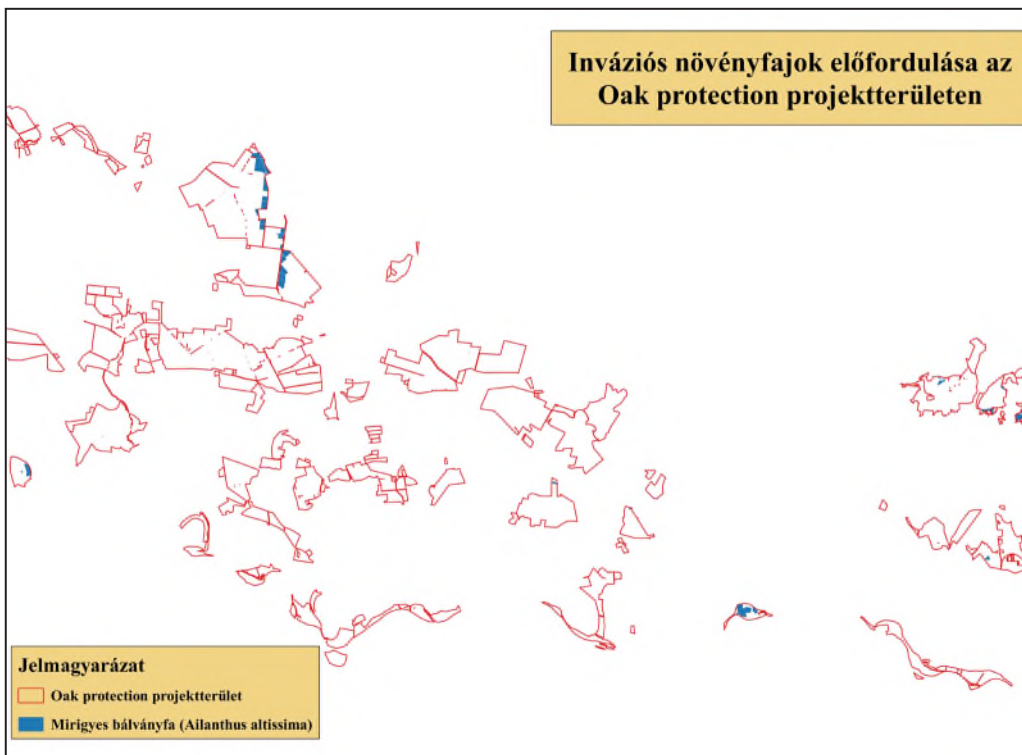 Inváziós növényfajok előfordulása az
Oak protection projektterületen
Jelmagyarázat
Oak protection projektterület
Mirigyes bálványfa (Ailanthus altissima)